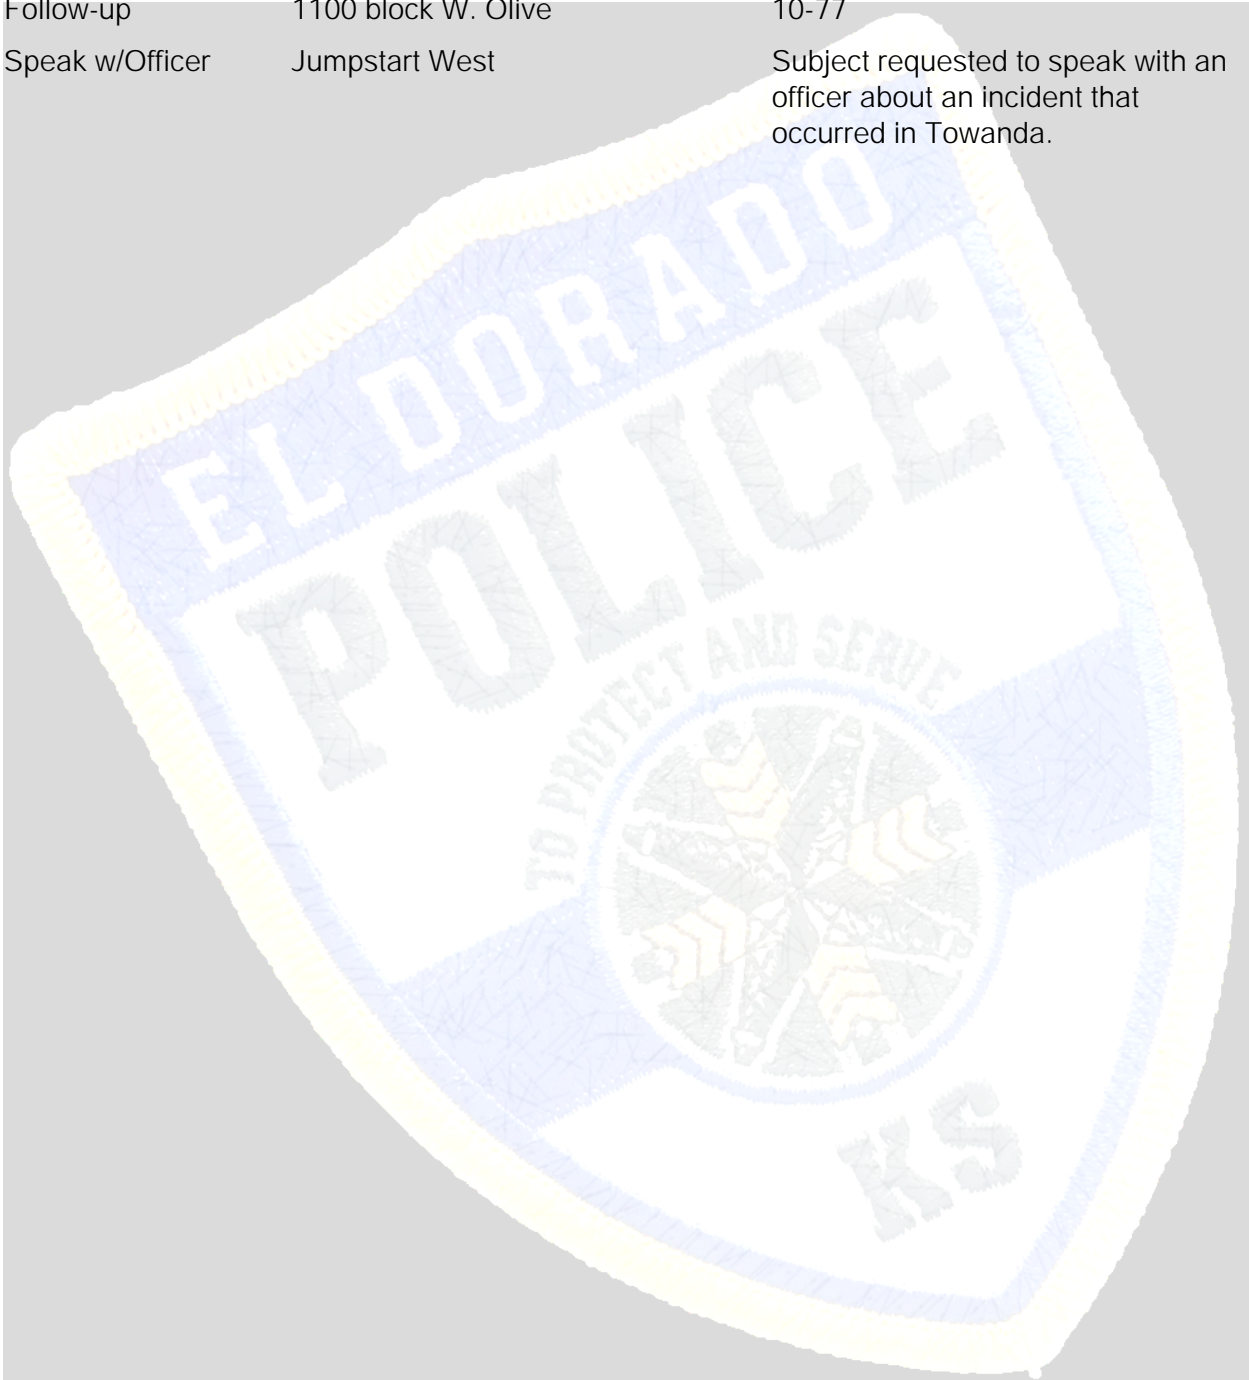 Follow-up 1100 block W. Olive 10-77
Speak w/Officer Jumpstart West Subject requested to speak with an
officer about an incident that
occurred in Towanda.
EL DORADO
POLICE
TO PROTECT AND SERVE
KS